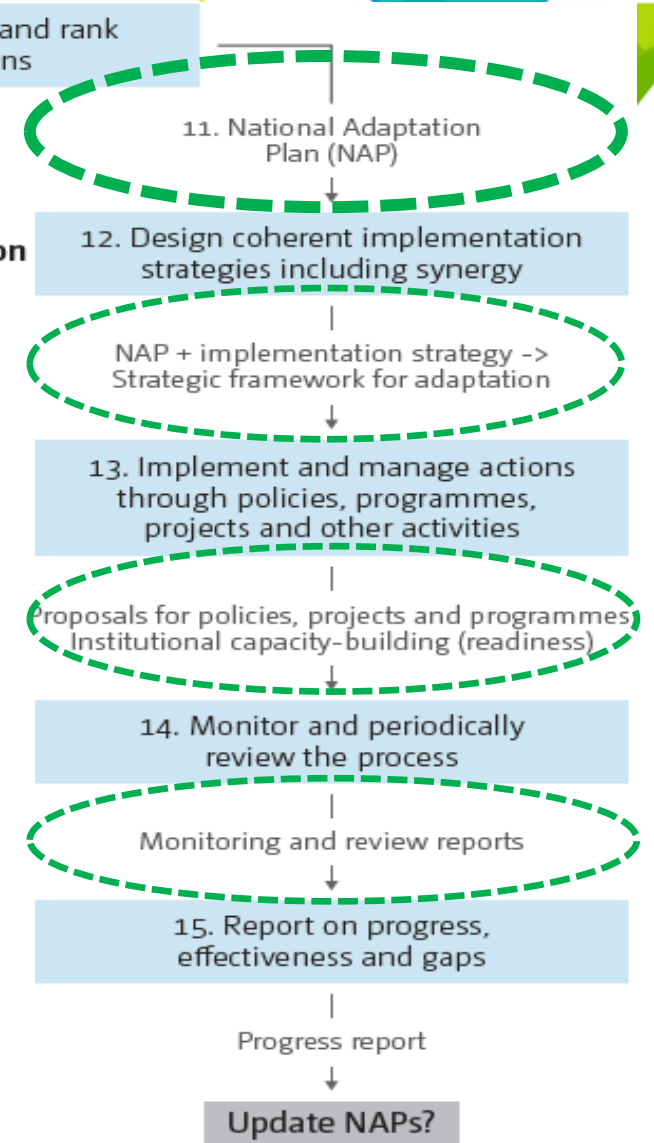 and rank
ns
11. National Adaptation
Plan (NAP)
on
12. Design coherent implementation
strategies including synergy
NAP + implementation strategy ->
Strategic framework for adaptation
13. Implement and manage actions
through policies, programmes,
projects and other activities
Proposals for policies, projects and programmes
Institutional capacity-building (readiness)
14. Monitor and periodically
review the process
Monitoring and review reports
15. Report on progress,
effectiveness and gaps
Progress report
Update NAPs?